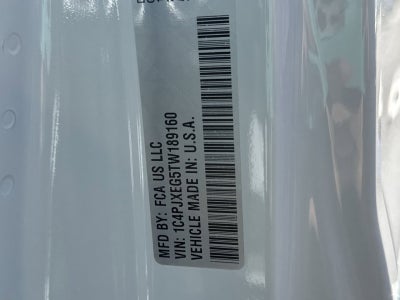 MFD BY: FCA US LLC
VIN: 1C4PJXEG5TW189160
VEHICLE MADE IN: U.S.A.